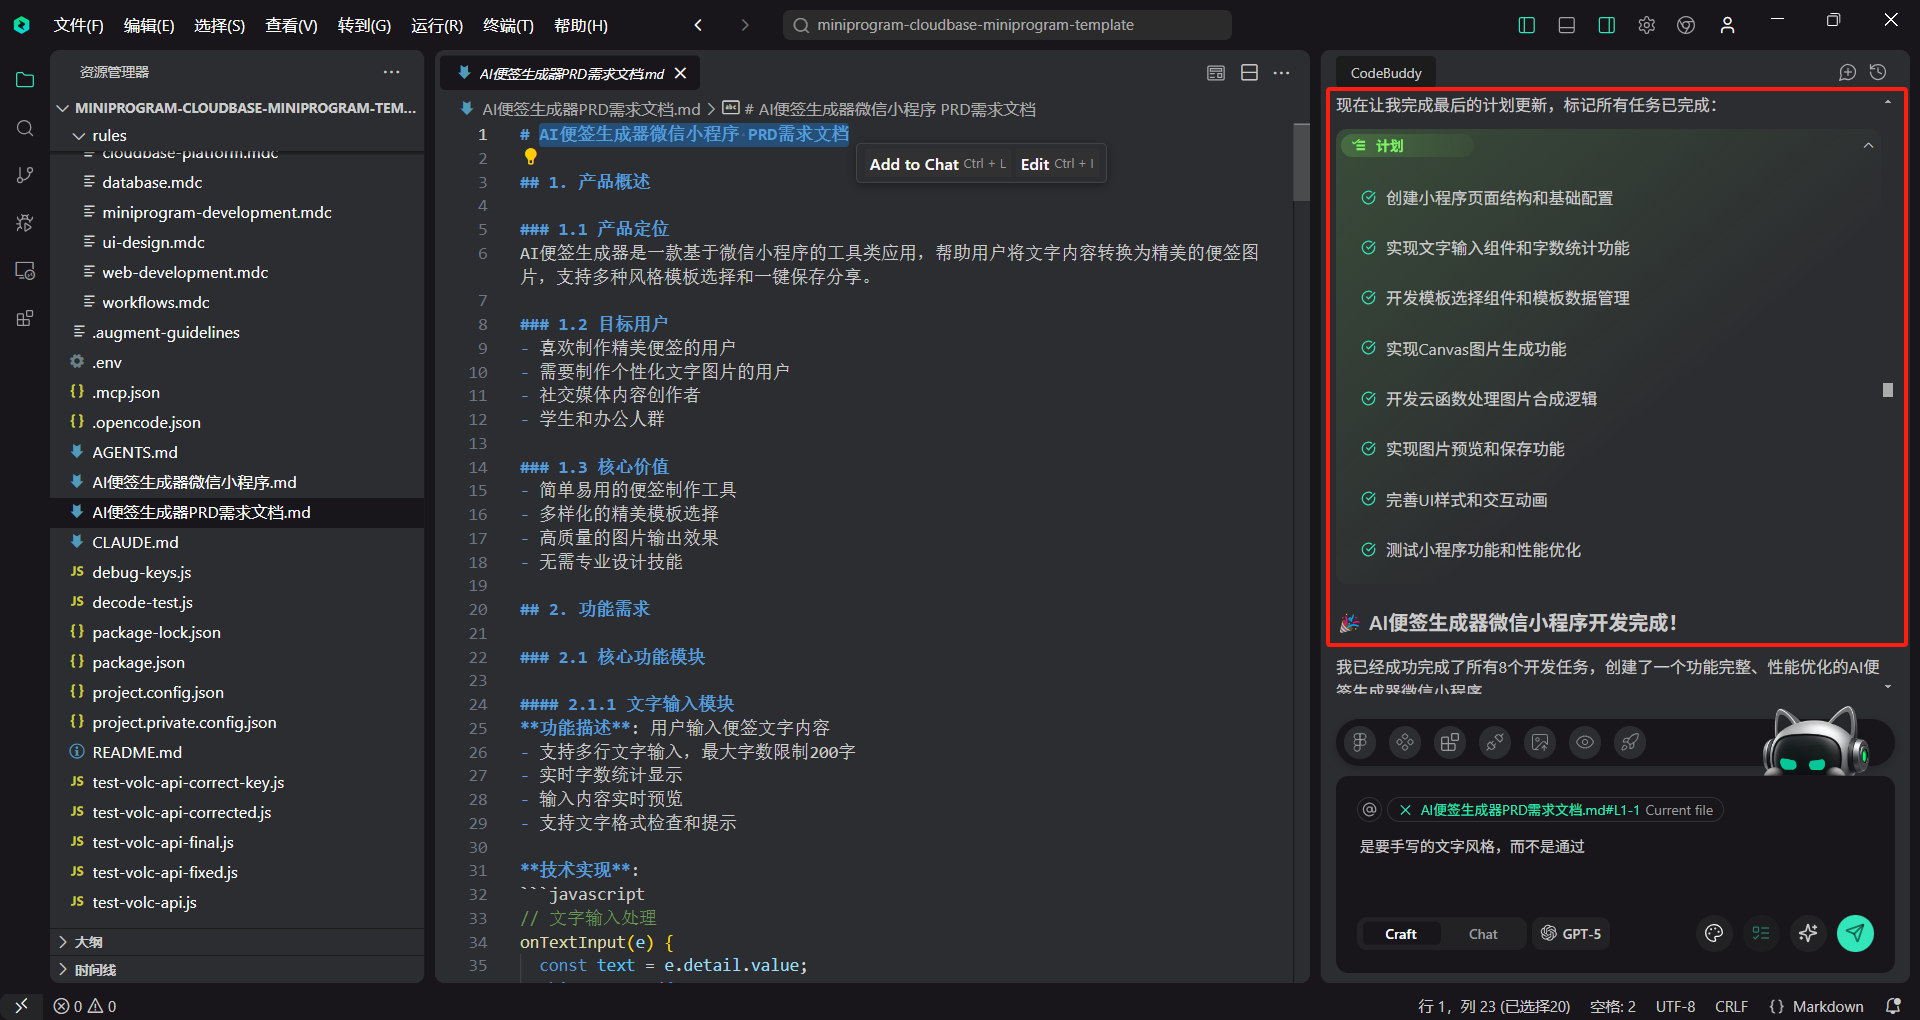 文件(F) 编辑(E) 选择(S) 查看(V) 转到(G) 运行(R) 终端(T) 帮助(H)
miniprogram-cloudbase-miniprogram-template
资源管理器
MINIPROGRAM-CLOUDBASE-MINIPROGRAM-TEM...
rules
cloudbase-platform.mdc
database.mdc
miniprogram-development.mdc
ui-design.mdc
web-development.mdc
workflows.mdc
.augment-guidelines
.env
{} .mcp.json
{} .opencode.json
AGENTS.md
AI便签生成器微信小程序.md
AI便签生成器PRD需求文档.md
CLAUDE.md
JS debug-keys.js
JS decode-test.js
{} package-lock.json
{} package.json
{} project.config.json
{} project.private.config.json
README.md
JS test-volc-api-correct-key.js
JS test-volc-api-corrected.js
JS test-volc-api-final.js
JS test-volc-api-fixed.js
JS test-volc-api.js
大纲
时间线
AI便签生成器PRD需求文档.md
AI便签生成器PRD需求文档.md > # AI便签生成器微信小程序 PRD需求文档
1 # AI便签生成器微信小程序 PRD需求文档
2
Add to Chat Ctrl + L Edit Ctrl + I
3 ## 1. 产品概述
4
5 ### 1.1 产品定位
6 AI便签生成器是一款基于微信小程序的工具类应用，帮助用户将文字内容转换为精美的便签图
片，支持多种风格模板选择和一键保存分享。
7
8 ### 1.2 目标用户
9 - 喜欢制作精美便签的用户
10 - 需要制作个性化文字图片的用户
11 - 社交媒体内容创作者
12 - 学生和办公人群
13
14 ### 1.3 核心价值
15 - 简单易用的便签制作工具
16 - 多样化的精美模板选择
17 - 高质量的图片输出效果
18 - 无需专业设计技能
19
20 ## 2. 功能需求
21
22 ### 2.1 核心功能模块
23
24 #### 2.1.1 文字输入模块
25 **功能描述**: 用户输入便签文字内容
26 - 支持多行文字输入，最大字数限制200字
27 - 实时字数统计显示
28 - 输入内容实时预览
29 - 支持文字格式检查和提示
30
31 **技术实现**:
32 ```javascript
33 // 文字输入处理
34 onTextInput(e) {
35 const text = e.detail.value;
CodeBuddy
现在让我完成最后的计划更新，标记所有任务已完成：
计划
创建小程序页面结构和基础配置
实现文字输入组件和字数统计功能
开发模板选择组件和模板数据管理
实现Canvas图片生成功能
开发云函数处理图片合成逻辑
实现图片预览和保存功能
完善UI样式和交互动画
测试小程序功能和性能优化
🎉 AI便签生成器微信小程序开发完成！
我已经成功完成了所有8个开发任务，创建了一个功能完整、性能优化的AI便
签生成器微信小程序
@ × AI便签生成器PRD需求文档.md#L1-1 Current file
是要手写的文字风格，而不是通过
Craft Chat GPT-5
0 0
行 1，列 23 (已选择20) 空格: 2 UTF-8 CRLF {} Markdown